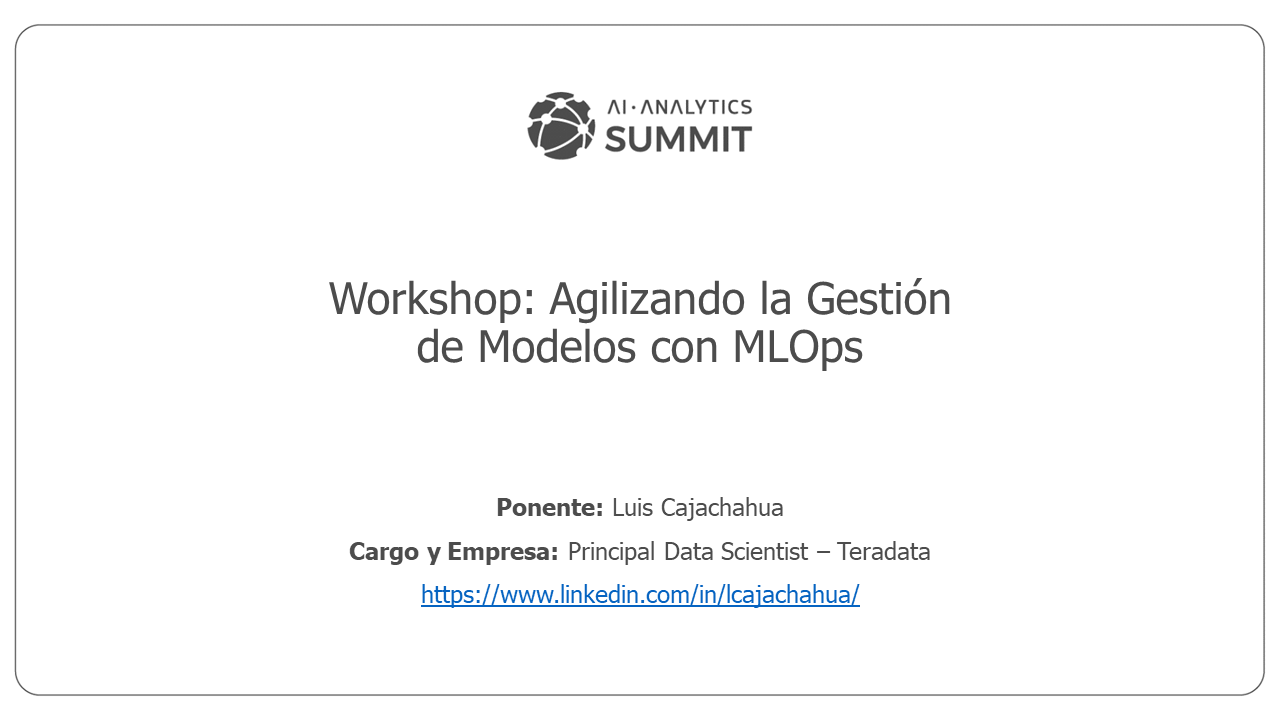 AI·ANALYTICS
SUMMIT
Workshop: Agilizando la Gestión
de Modelos con MLOps
Ponente: Luis Cajachahua
Cargo y Empresa: Principal Data Scientist – Teradata
https://www.linkedin.com/in/lcajachahua/